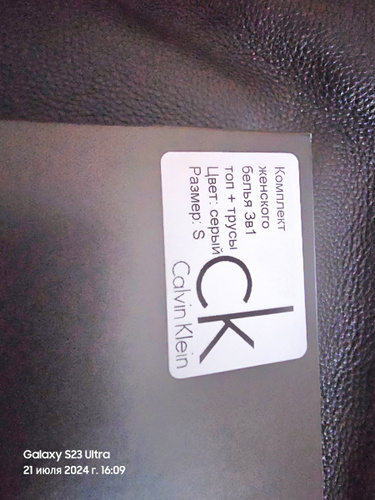 Комплект
женского
белья 3в1
топ + трусы
Цвет: серый
Размер: S
ck
Calvin Klein
Galaxy S23 Ultra
21 июля 2024 г. 16:09